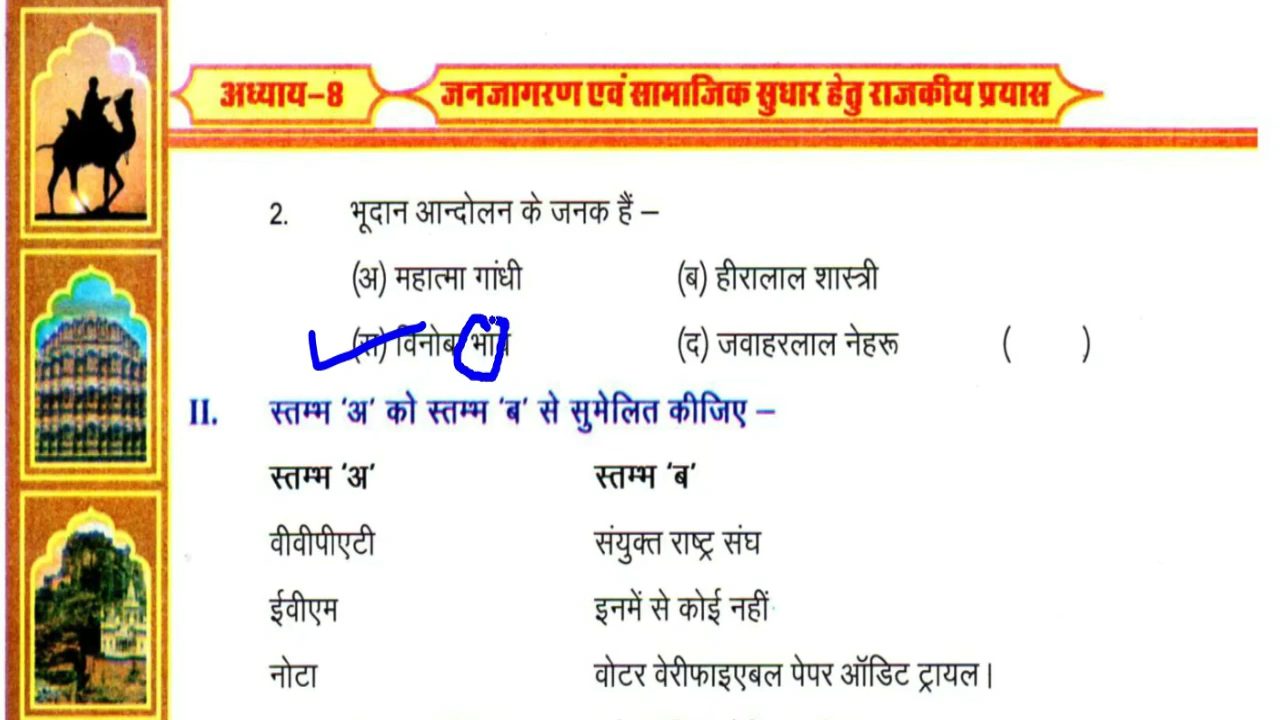 अध्याय–8 जनजागरण एवं सामाजिक सुधार हेतु राजकीय प्रयास
2. भूदान आन्दोलन के जनक हैं –
(अ) महात्मा गांधी (ब) हीरालाल शास्त्री
(स) विनोबा भावे (द) जवाहरलाल नेहरू ( )
II. स्तम्भ 'अ' को स्तम्भ 'ब' से सुमेलित कीजिए –
स्तम्भ 'अ' स्तम्भ 'ब'
वीवीपीएटी संयुक्त राष्ट्र संघ
ईवीएम इनमें से कोई नहीं
नोटा वोटर वेरीफाइएबल पेपर ऑडिट ट्रायल।